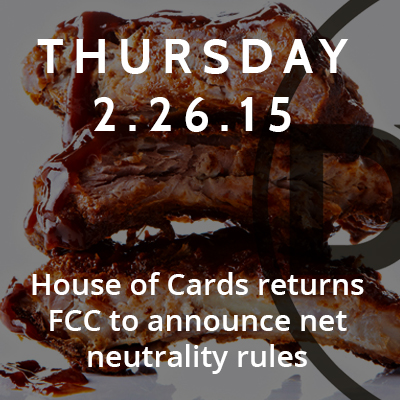 THURSDAY
2.26.15
House of Cards returns
FCC to announce net
neutrality rules